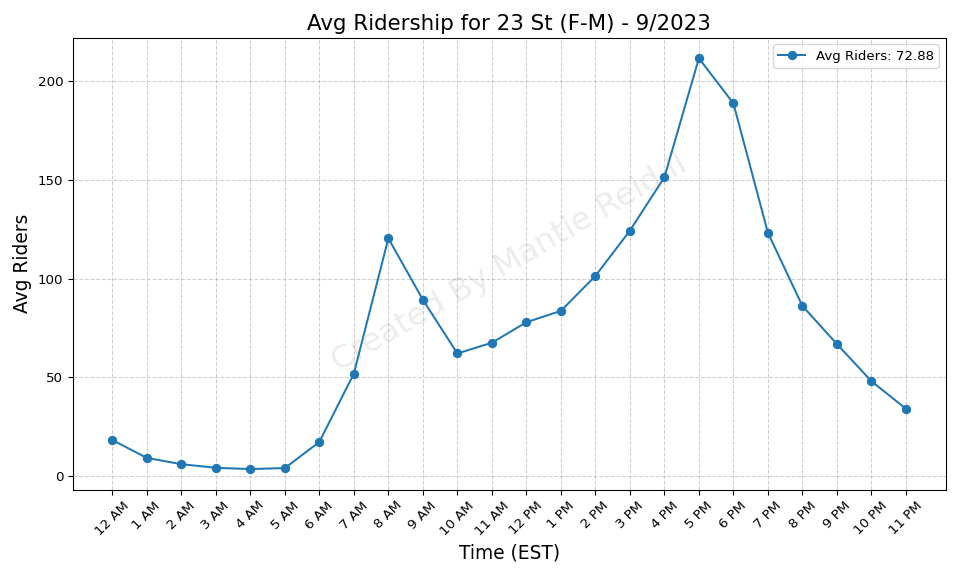 Avg Ridership for 23 St (F-M) - 9/2023
Avg Riders: 72.88
Avg Riders
200
150
100
50
0
Created By Mantle Reidill
12 AM
1 AM
2 AM
3 AM
4 AM
5 AM
6 AM
7 AM
8 AM
9 AM
10 AM
11 AM
12 PM
1 PM
2 PM
3 PM
4 PM
5 PM
6 PM
7 PM
8 PM
9 PM
10 PM
11 PM
Time (EST)